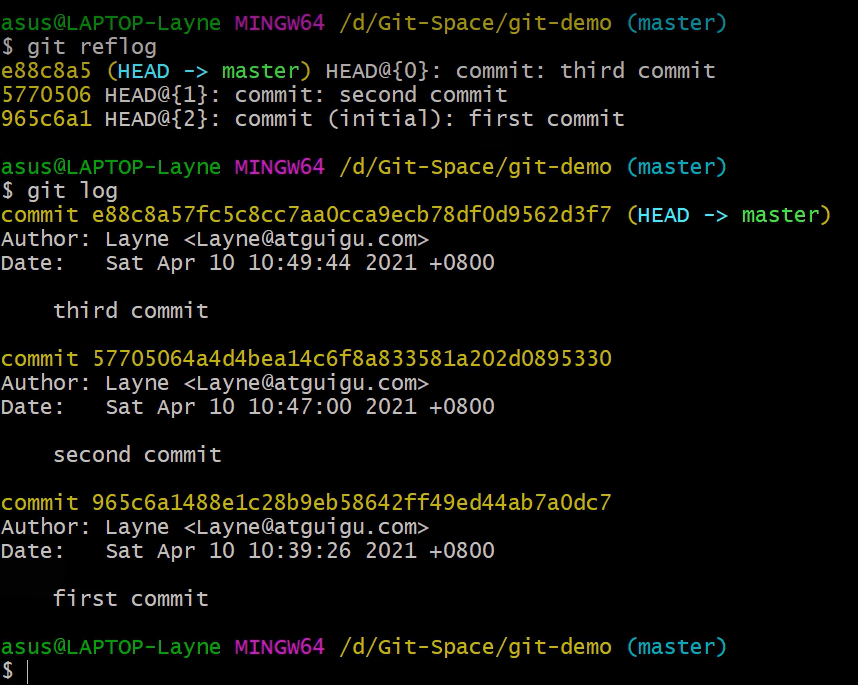 asus@LAPTOP-Layne MINGW64 /d/Git-Space/git-demo (master)
$ git reflog
e88c8a5 (HEAD -> master) HEAD@{0}: commit: third commit
5770506 HEAD@{1}: commit: second commit
965c6a1 HEAD@{2}: commit (initial): first commit
asus@LAPTOP-Layne MINGW64 /d/Git-Space/git-demo (master)
$ git log
commit e88c8a57fc5c8cc7aa0cca9ecb78df0d9562d3f7 (HEAD -> master)
Author: Layne <Layne@atguigu.com>
Date:   Sat Apr 10 10:49:44 2021 +0800
third commit
commit 57705064a4d4bea14c6f8a833581a202d0895330
Author: Layne <Layne@atguigu.com>
Date:   Sat Apr 10 10:47:00 2021 +0800
second commit
commit 965c6a1488e1c28b9eb58642ff49ed44ab7a0dc7
Author: Layne <Layne@atguigu.com>
Date:   Sat Apr 10 10:39:26 2021 +0800
first commit
asus@LAPTOP-Layne MINGW64 /d/Git-Space/git-demo (master)
$